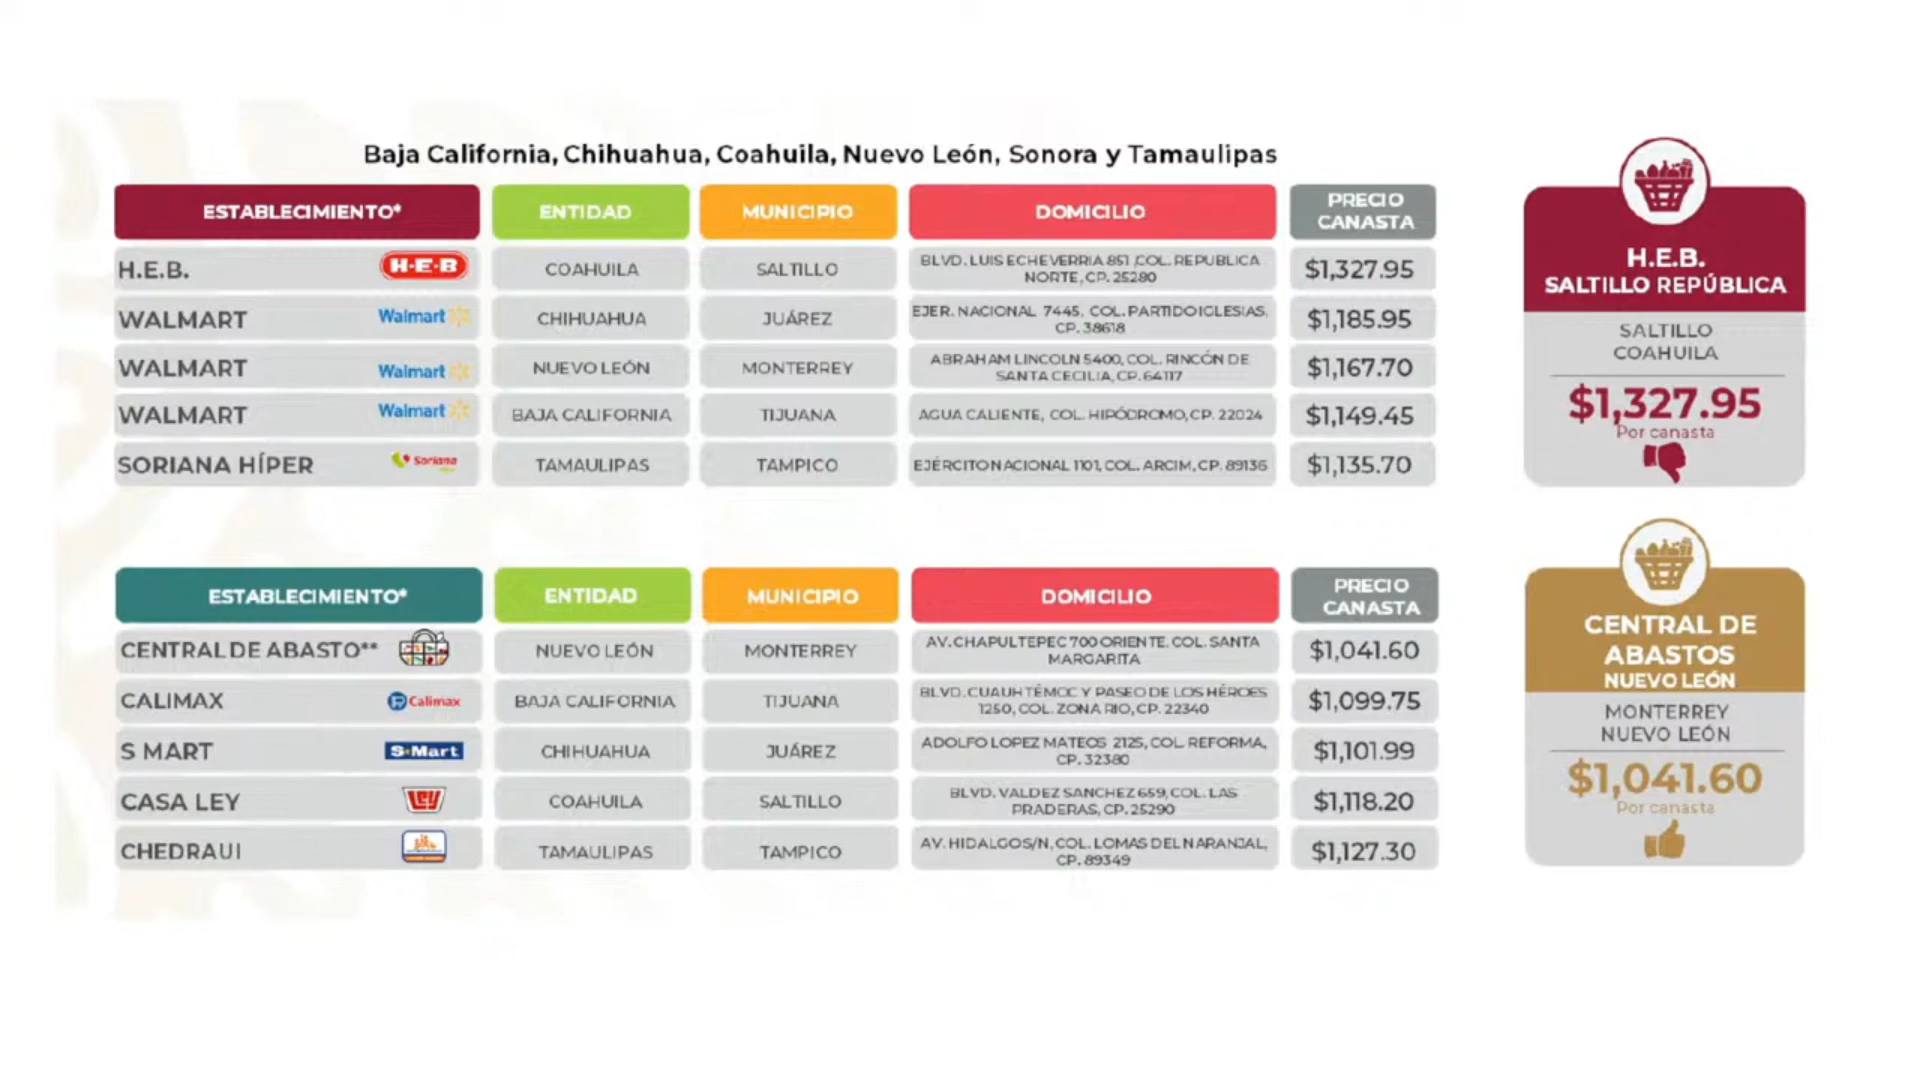 Baja California, Chihuahua, Coahuila, Nuevo León, Sonora y Tamaulipas
ESTABLECIMIENTO* ENTIDAD MUNICIPIO DOMICILIO PRECIO CANASTA
H.E.B. H-E-B COAHUILA SALTILLO BLVD. LUIS ECHEVERRIA 851 ,COL. REPUBLICA NORTE, CP. 25280 $1,327.95
WALMART Walmart CHIHUAHUA JUÁREZ EJER. NACIONAL 7445, COL. PARTIDO IGLESIAS, CP. 38618 $1,185.95
WALMART Walmart NUEVO LEÓN MONTERREY ABRAHAM LINCOLN 5400, COL. RINCÓN DE SANTA CECILIA, CP. 64117 $1,167.70
WALMART Walmart BAJA CALIFORNIA TIJUANA AGUA CALIENTE, COL. HIPÓDROMO, CP. 22024 $1,149.45
SORIANA HÍPER Soriana TAMAULIPAS TAMPICO EJÉRCITO NACIONAL 1101, COL. ARCIM, CP. 89136 $1,135.70
H.E.B.
SALTILLO REPÚBLICA
SALTILLO
COAHUILA
$1,327.95
Por canasta
ESTABLECIMIENTO* ENTIDAD MUNICIPIO DOMICILIO PRECIO CANASTA
CENTRAL DE ABASTO** NUEVO LEÓN MONTERREY AV. CHAPULTEPEC 700 ORIENTE. COL. SANTA MARGARITA $1,041.60
CALIMAX Calimax BAJA CALIFORNIA TIJUANA BLVD. CUAUHTÉMOC Y PASEO DE LOS HÉROES 1250, COL. ZONA RIO, CP. 22340 $1,099.75
S MART S-Mart CHIHUAHUA JUÁREZ ADOLFO LOPEZ MATEOS 2125, COL. REFORMA, CP. 32380 $1,101.99
CASA LEY LEY COAHUILA SALTILLO BLVD. VALDEZ SANCHEZ 659, COL. LAS PRADERAS, CP. 25290 $1,118.20
CHEDRAUI TAMAULIPAS TAMPICO AV. HIDALGO S/N, COL. LOMAS DEL NARANJAL, CP. 89349 $1,127.30
CENTRAL DE
ABASTOS
NUEVO LEÓN
MONTERREY
NUEVO LEÓN
$1,041.60
Por canasta